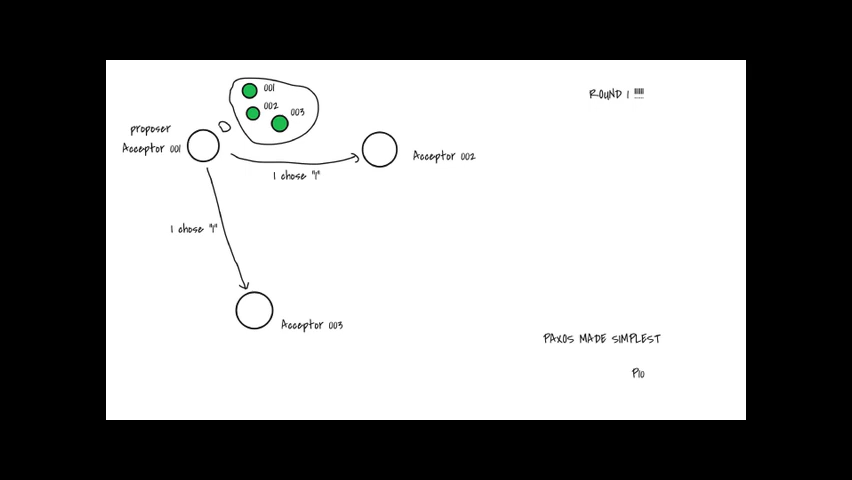 ROUND 1 !!!!!
001
002
003
proposer
Acceptor 001
Acceptor 002
I chose "1"
I chose "1"
Acceptor 003
PAXOS MADE SIMPLEST
P10